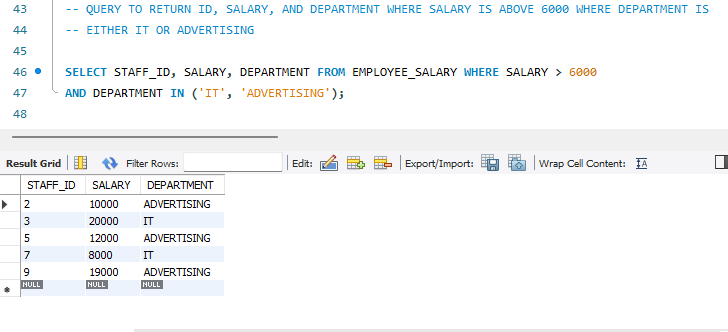 43 -- QUERY TO RETURN ID, SALARY, AND DEPARTMENT WHERE SALARY IS ABOVE 6000 WHERE DEPARTMENT IS
44 -- EITHER IT OR ADVERTISING
45
46 SELECT STAFF_ID, SALARY, DEPARTMENT FROM EMPLOYEE_SALARY WHERE SALARY > 6000
47 AND DEPARTMENT IN ('IT', 'ADVERTISING');
48
Result Grid Filter Rows: Edit: Export/Import: Wrap Cell Content: IA
STAFF_ID SALARY DEPARTMENT
2 10000 ADVERTISING
3 20000 IT
5 12000 ADVERTISING
7 8000 IT
9 19000 ADVERTISING
NULL NULL NULL